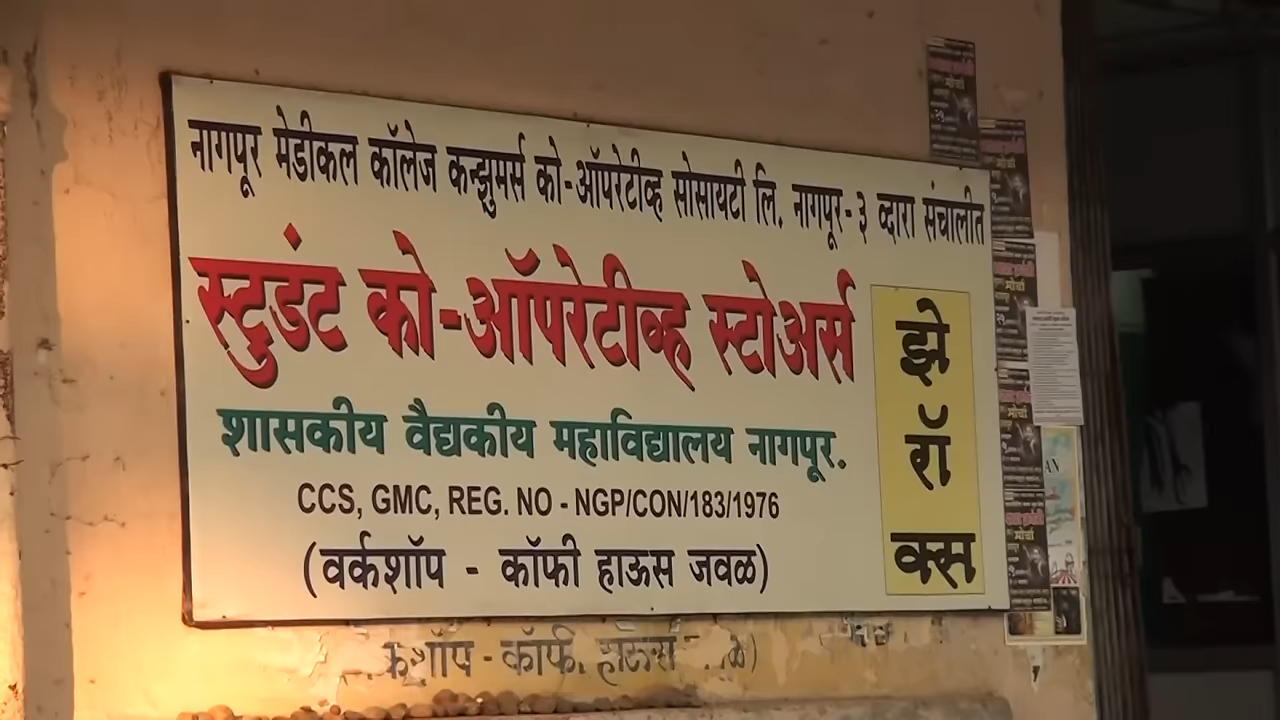 नागपूर मेडीकल कॉलेज कन्झुमर्स को-ऑपरेटीव्ह सोसायटी लि. नागपूर-३ व्दारा संचालीत
स्टुडंट को-ऑपरेटीव्ह स्टोअर्स
शासकीय वैद्यकीय महाविद्यालय नागपूर.
CCS, GMC, REG. NO - NGP/CON/183/1976
(वर्कशॉप - कॉफी हाऊस जवळ)
झे
रॉ
क्स